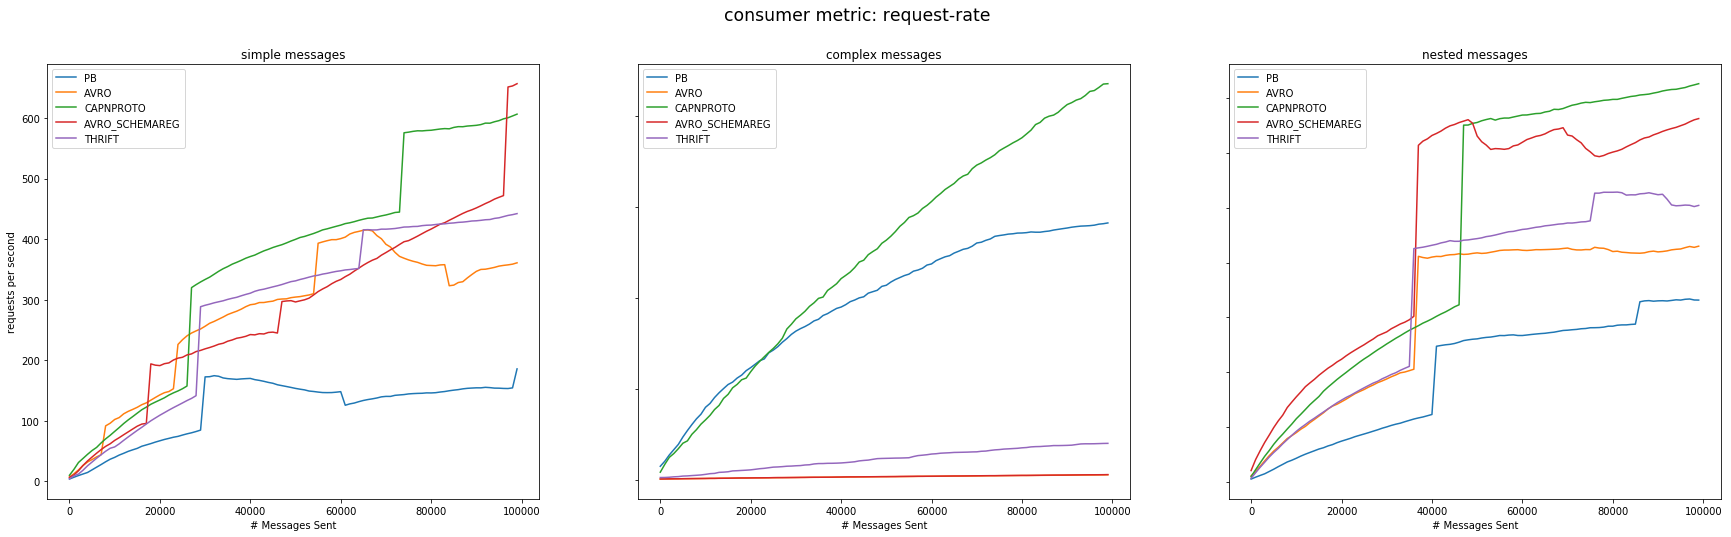 consumer metric: request-rate
simple messages
PB
AVRO
CAPNPROTO
AVRO_SCHEMAREG
THRIFT
requests per second
600
500
400
300
200
100
0
0 20000 40000 60000 80000 100000
# Messages Sent
complex messages
PB
AVRO
CAPNPROTO
AVRO_SCHEMAREG
THRIFT
0 20000 40000 60000 80000 100000
# Messages Sent
nested messages
PB
AVRO
CAPNPROTO
AVRO_SCHEMAREG
THRIFT
0 20000 40000 60000 80000 100000
# Messages Sent